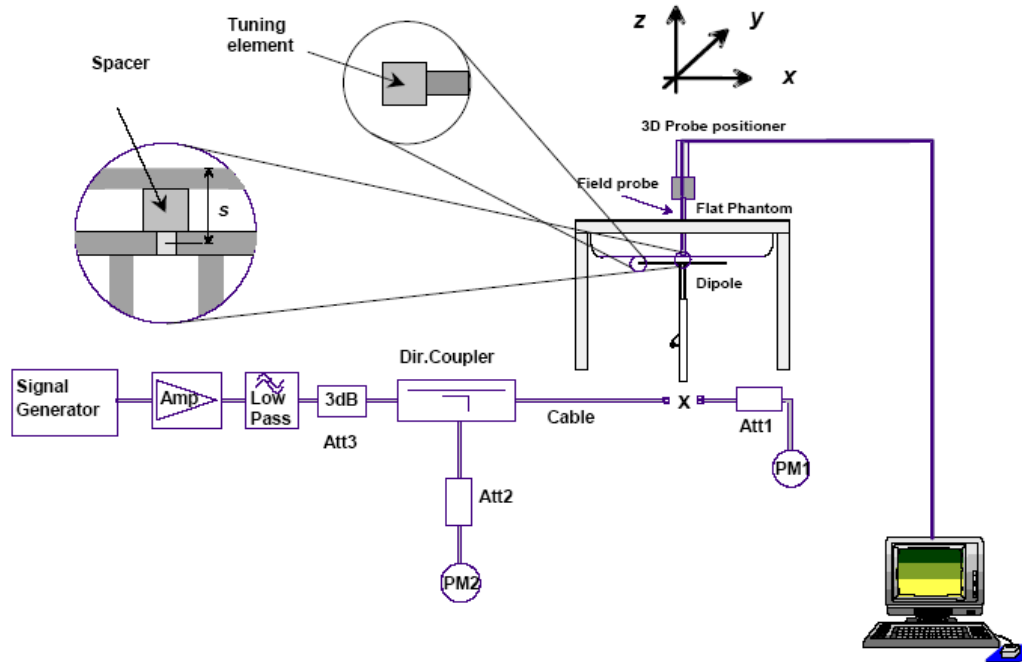 Tuning
element
z
y
x
Spacer
s
3D Probe positioner
Field probe
Flat Phantom
Dipole
Signal
Generator
Amp
Low
Pass
3dB
Att3
Dir.Coupler
Cable
X
Att1
PM1
Att2
PM2